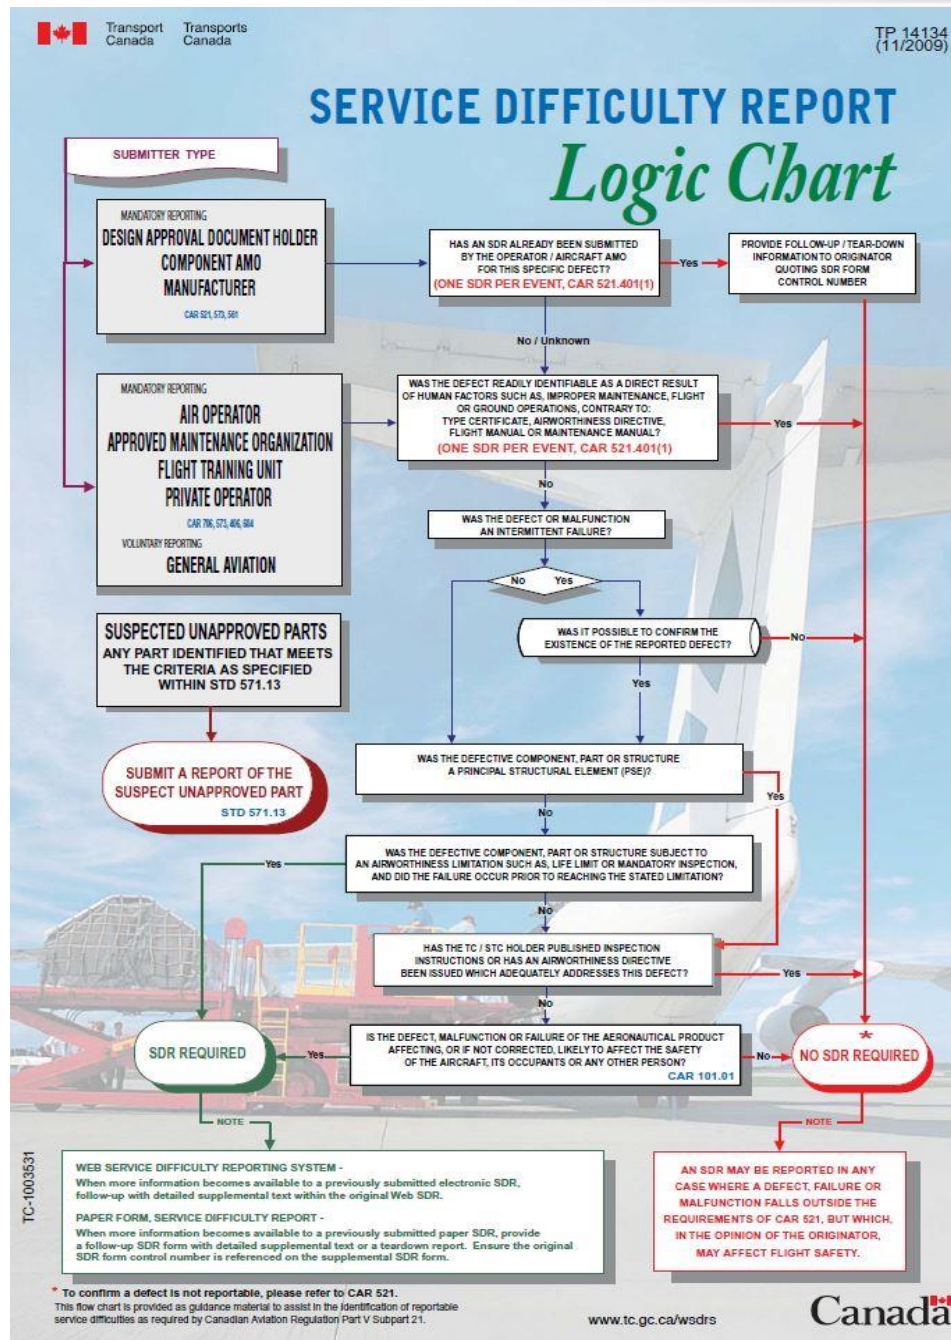 Transport Canada
Transports Canada
TP 14134
(11/2009)
SERVICE DIFFICULTY REPORT
Logic Chart
SUBMITTER TYPE
MANDATORY REPORTING
DESIGN APPROVAL DOCUMENT HOLDER
COMPONENT AMO
MANUFACTURER
CAR 521, 573, 561
HAS AN SDR ALREADY BEEN SUBMITTED
BY THE OPERATOR / AIRCRAFT AMO
FOR THIS SPECIFIC DEFECT?
(ONE SDR PER EVENT, CAR 521.401(1)
Yes
PROVIDE FOLLOW-UP / TEAR-DOWN
INFORMATION TO ORIGINATOR
QUOTING SDR FORM
CONTROL NUMBER
No / Unknown
MANDATORY REPORTING
AIR OPERATOR
APPROVED MAINTENANCE ORGANIZATION
FLIGHT TRAINING UNIT
PRIVATE OPERATOR
CAR 706, 573, 406, 604
VOLUNTARY REPORTING
GENERAL AVIATION
WAS THE DEFECT READILY IDENTIFIABLE AS A DIRECT RESULT
OF HUMAN FACTORS SUCH AS, IMPROPER MAINTENANCE, FLIGHT
OR GROUND OPERATIONS, CONTRARY TO:
TYPE CERTIFICATE, AIRWORTHINESS DIRECTIVE,
FLIGHT MANUAL OR MAINTENANCE MANUAL?
(ONE SDR PER EVENT, CAR 521.401(1)
Yes
No
WAS THE DEFECT OR MALFUNCTION
AN INTERMITTENT FAILURE?
No Yes
WAS IT POSSIBLE TO CONFIRM THE
EXISTENCE OF THE REPORTED DEFECT?
No
Yes
SUSPECTED UNAPPROVED PARTS
ANY PART IDENTIFIED THAT MEETS
THE CRITERIA AS SPECIFIED
WITHIN STD 571.13
SUBMIT A REPORT OF THE
SUSPECT UNAPPROVED PART
STD 571.13
WAS THE DEFECTIVE COMPONENT, PART OR STRUCTURE
A PRINCIPAL STRUCTURAL ELEMENT (PSE)?
Yes
No
WAS THE DEFECTIVE COMPONENT, PART OR STRUCTURE SUBJECT TO
AN AIRWORTHINESS LIMITATION SUCH AS, LIFE LIMIT OR MANDATORY INSPECTION,
AND DID THE FAILURE OCCUR PRIOR TO REACHING THE STATED LIMITATION?
Yes
No
HAS THE TC / STC HOLDER PUBLISHED INSPECTION
INSTRUCTIONS OR HAS AN AIRWORTHINESS DIRECTIVE
BEEN ISSUED WHICH ADEQUATELY ADDRESSES THIS DEFECT?
Yes
No
IS THE DEFECT, MALFUNCTION OR FAILURE OF THE AERONAUTICAL PRODUCT
AFFECTING, OR IF NOT CORRECTED, LIKELY TO AFFECT THE SAFETY
OF THE AIRCRAFT, ITS OCCUPANTS OR ANY OTHER PERSON?
CAR 101.01
Yes
No
SDR REQUIRED
*
NO SDR REQUIRED
NOTE
NOTE
WEB SERVICE DIFFICULTY REPORTING SYSTEM -
When more information becomes available to a previously submitted electronic SDR,
follow-up with detailed supplemental text within the original Web SDR.
PAPER FORM, SERVICE DIFFICULTY REPORT -
When more information becomes available to a previously submitted paper SDR, provide
a follow-up SDR form with detailed supplemental text or a teardown report. Ensure the original
SDR form control number is referenced on the supplemental SDR form.
AN SDR MAY BE REPORTED IN ANY
CASE WHERE A DEFECT, FAILURE OR
MALFUNCTION FALLS OUTSIDE THE
REQUIREMENTS OF CAR 521, BUT WHICH,
IN THE OPINION OF THE ORIGINATOR,
MAY AFFECT FLIGHT SAFETY.
TC-1003531
* To confirm a defect is not reportable, please refer to CAR 521.
This flow chart is provided as guidance material to assist in the identification of reportable
service difficulties as required by Canadian Aviation Regulation Part V Subpart 21.
www.tc.gc.ca/wsdrs
Canada